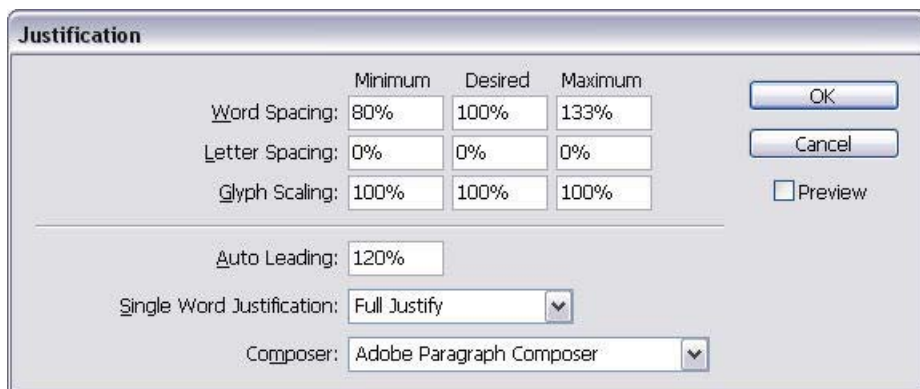 Justification
Minimum Desired Maximum
Word Spacing: 80% 100% 133%
OK
Letter Spacing: 0% 0% 0%
Cancel
Glyph Scaling: 100% 100% 100%
Preview
Auto Leading: 120%
Single Word Justification: Full Justify
Composer: Adobe Paragraph Composer